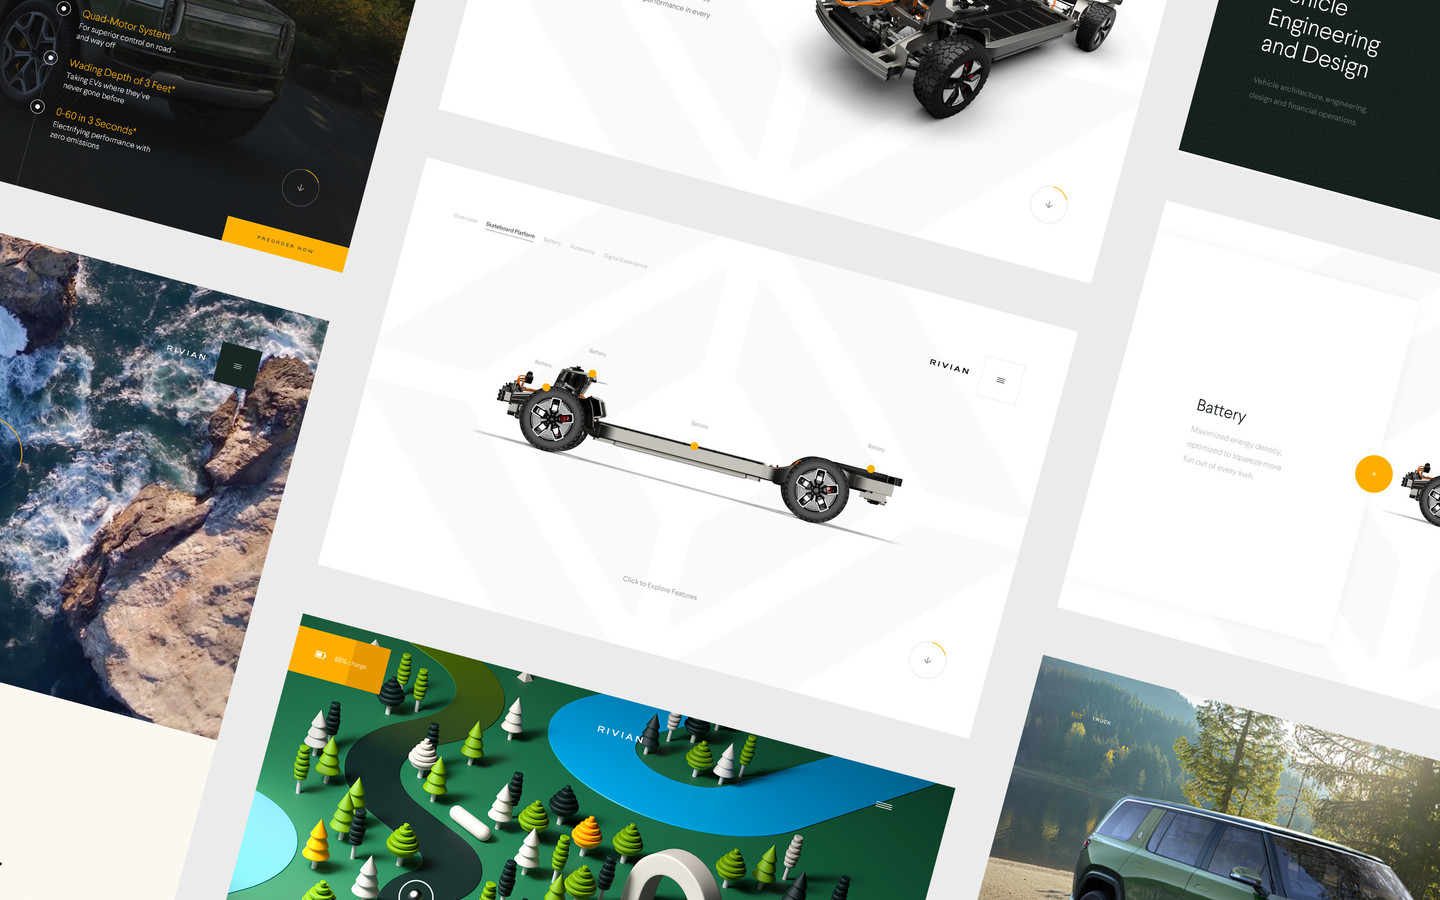 Quad-Motor System
For superior control on road -
and way off
Wading Depth of 3 Feet*
Taking EVs where they've
never gone before
0-60 in 3 Seconds*
Electrifying performance with
zero emissions
PREORDER NOW
performance in every
Engineering
and Design
Vehicle architecture, engineering,
design and financial operations.
RIVIAN
Overview
Skateboard Platform
Battery
Autonomy
Digital Experience
RIVIAN
Battery
Battery
Battery
Battery
Click to Explore Features
Battery
Maximized energy density,
optimized to squeeze more
fun out of every kwh.
65% charge
RIVIAN
TRUCK